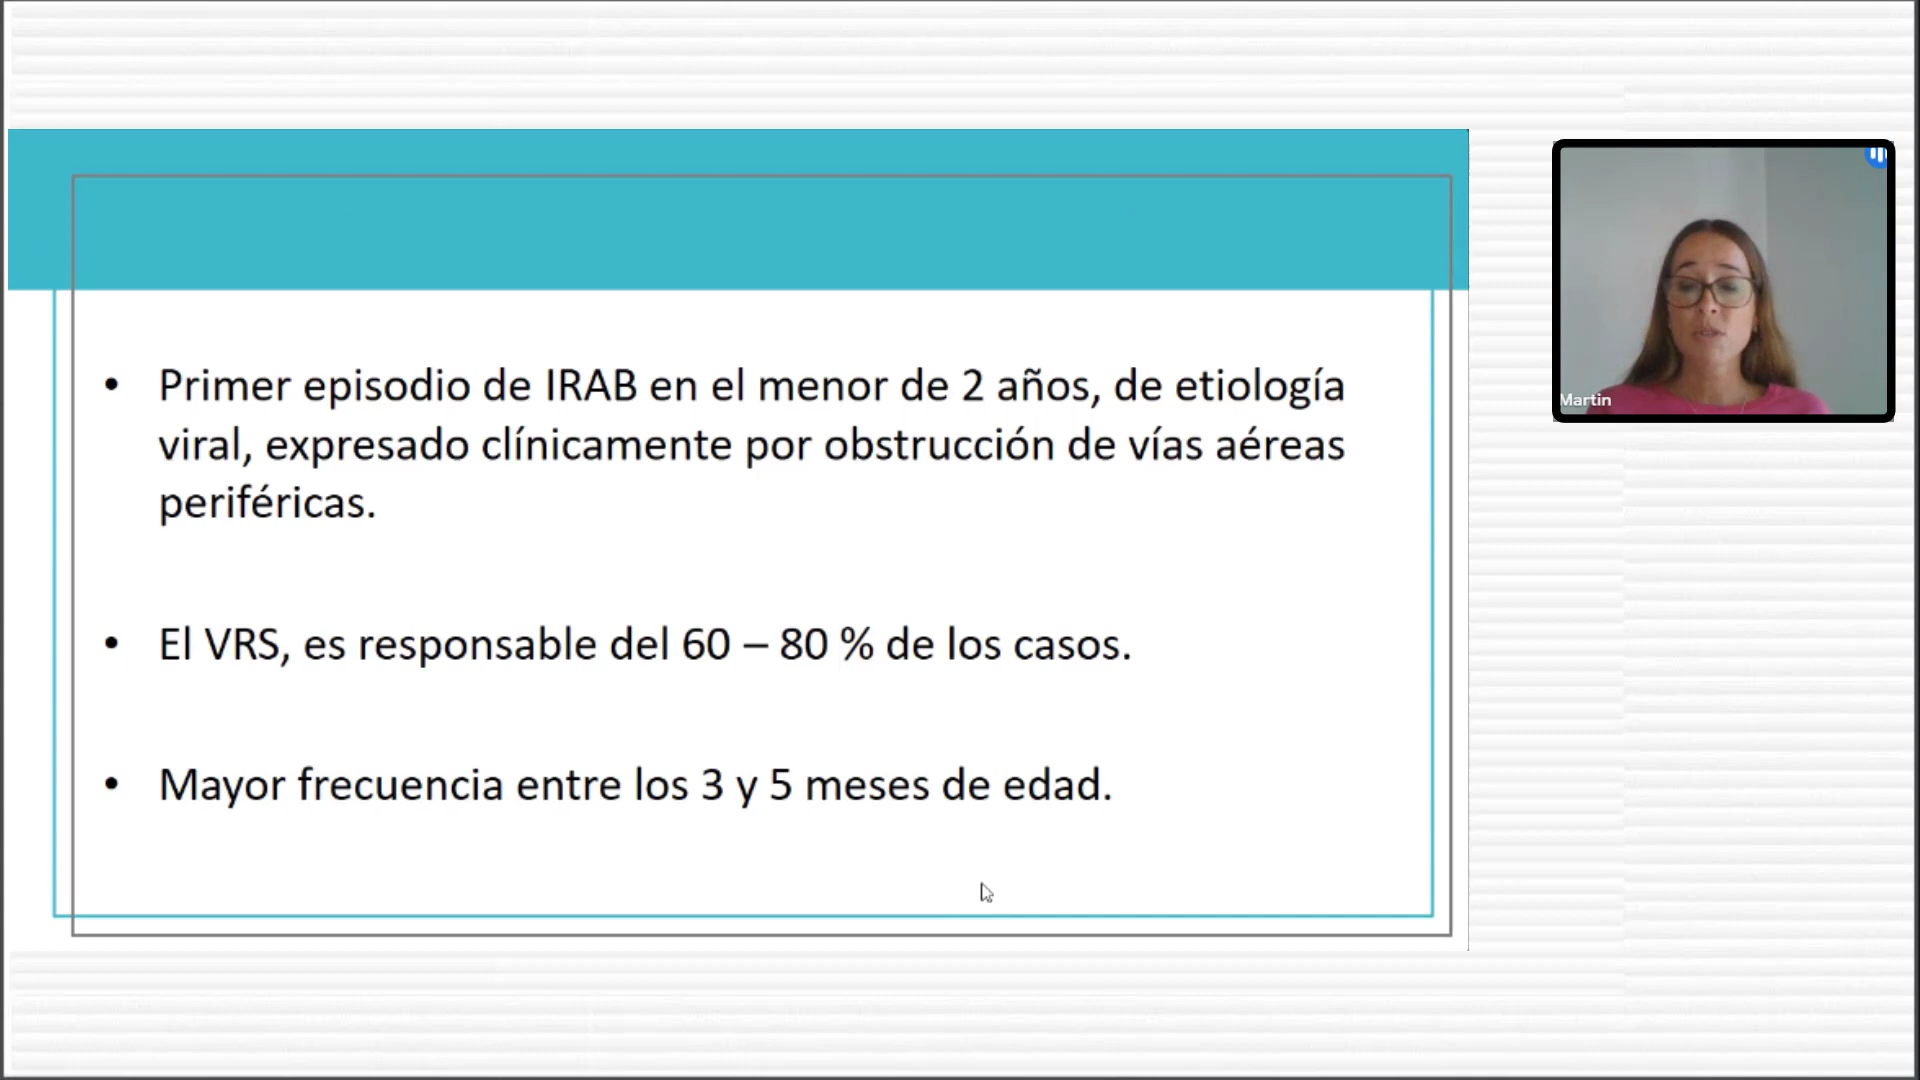 • Primer episodio de IRAB en el menor de 2 años, de etiología
viral, expresado clínicamente por obstrucción de vías aéreas
periféricas.
• El VRS, es responsable del 60 – 80 % de los casos.
• Mayor frecuencia entre los 3 y 5 meses de edad.
Martin